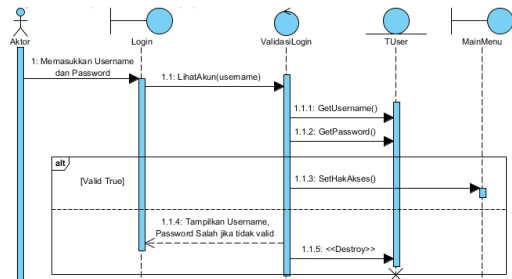 Aktor
Login
ValidasiLogin
TUser
MainMenu
1: Memasukkan Username
dan Password
1.1: LihatAkun(username)
1.1.1: GetUsername()
1.1.2: GetPassword()
alt
[Valid True]
1.1.3: SetHakAkses()
1.1.4: Tampilkan Username,
Password Salah jika tidak valid
1.1.5: <<Destroy>>